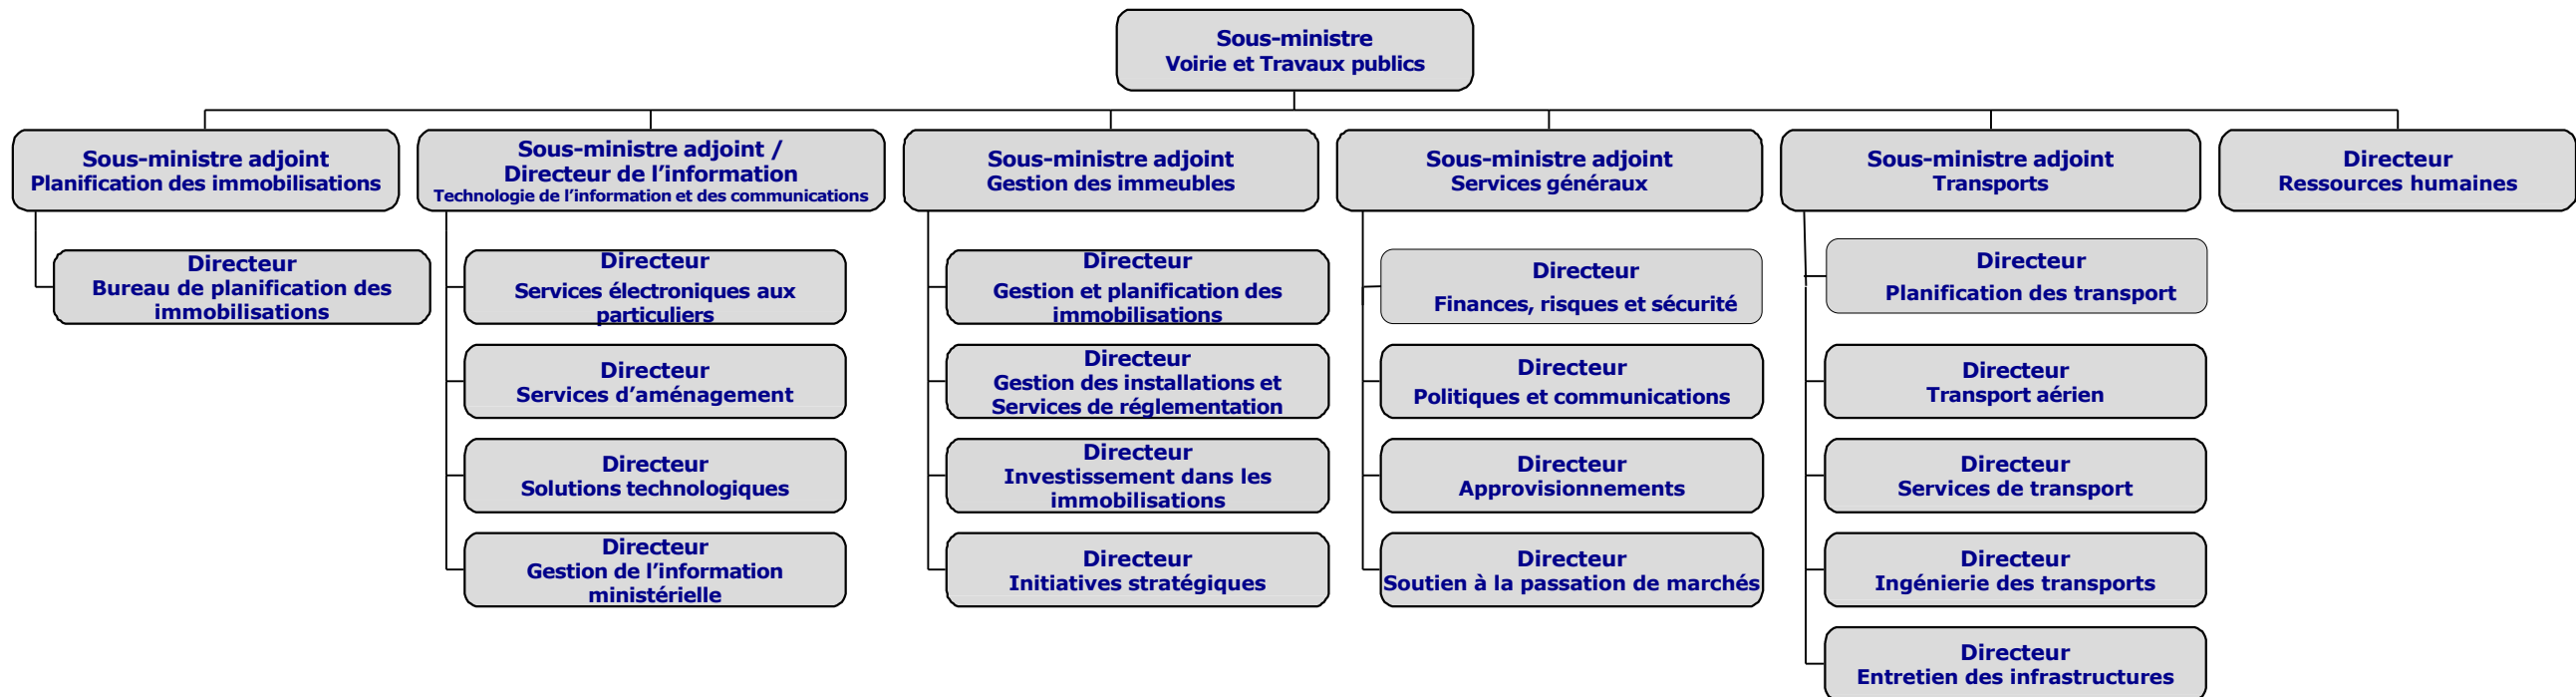 Sous-ministre
Voirie et Travaux publics
Sous-ministre adjoint
Planification des immobilisations
Directeur
Bureau de planification des
immobilisations
Sous-ministre adjoint /
Directeur de l’information
Technologie de l’information et des communications
Directeur
Services électroniques aux
particuliers
Directeur
Services d’aménagement
Directeur
Solutions technologiques
Directeur
Gestion de l’information
ministérielle
Sous-ministre adjoint
Gestion des immeubles
Directeur
Gestion et planification des
immobilisations
Directeur
Gestion des installations et
Services de réglementation
Directeur
Investissement dans les
immobilisations
Directeur
Initiatives stratégiques
Sous-ministre adjoint
Services généraux
Directeur
Finances, risques et sécurité
Directeur
Politiques et communications
Directeur
Approvisionnements
Directeur
Soutien à la passation de marchés
Sous-ministre adjoint
Transports
Directeur
Planification des transport
Directeur
Transport aérien
Directeur
Services de transport
Directeur
Ingénierie des transports
Directeur
Entretien des infrastructures
Directeur
Ressources humaines